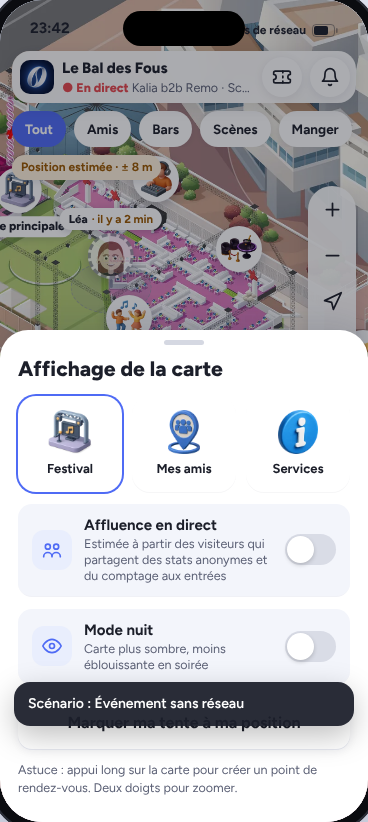 23:42
s de réseau
Le Bal des Fous
En direct Kalia b2b Remo · Sc...
Tout
Amis
Bars
Scènes
Manger
Position estimée · ± 8 m
e principale
Léa · il y a 2 min
Affichage de la carte
Festival
Mes amis
Services
Affluence en direct
Estimée à partir des visiteurs qui
partagent des stats anonymes et
du comptage aux entrées
Mode nuit
Carte plus sombre, moins
éblouissante en soirée
Scénario : Événement sans réseau
Marquer ma tente à ma position
Astuce : appui long sur la carte pour créer un point de
rendez-vous. Deux doigts pour zoomer.